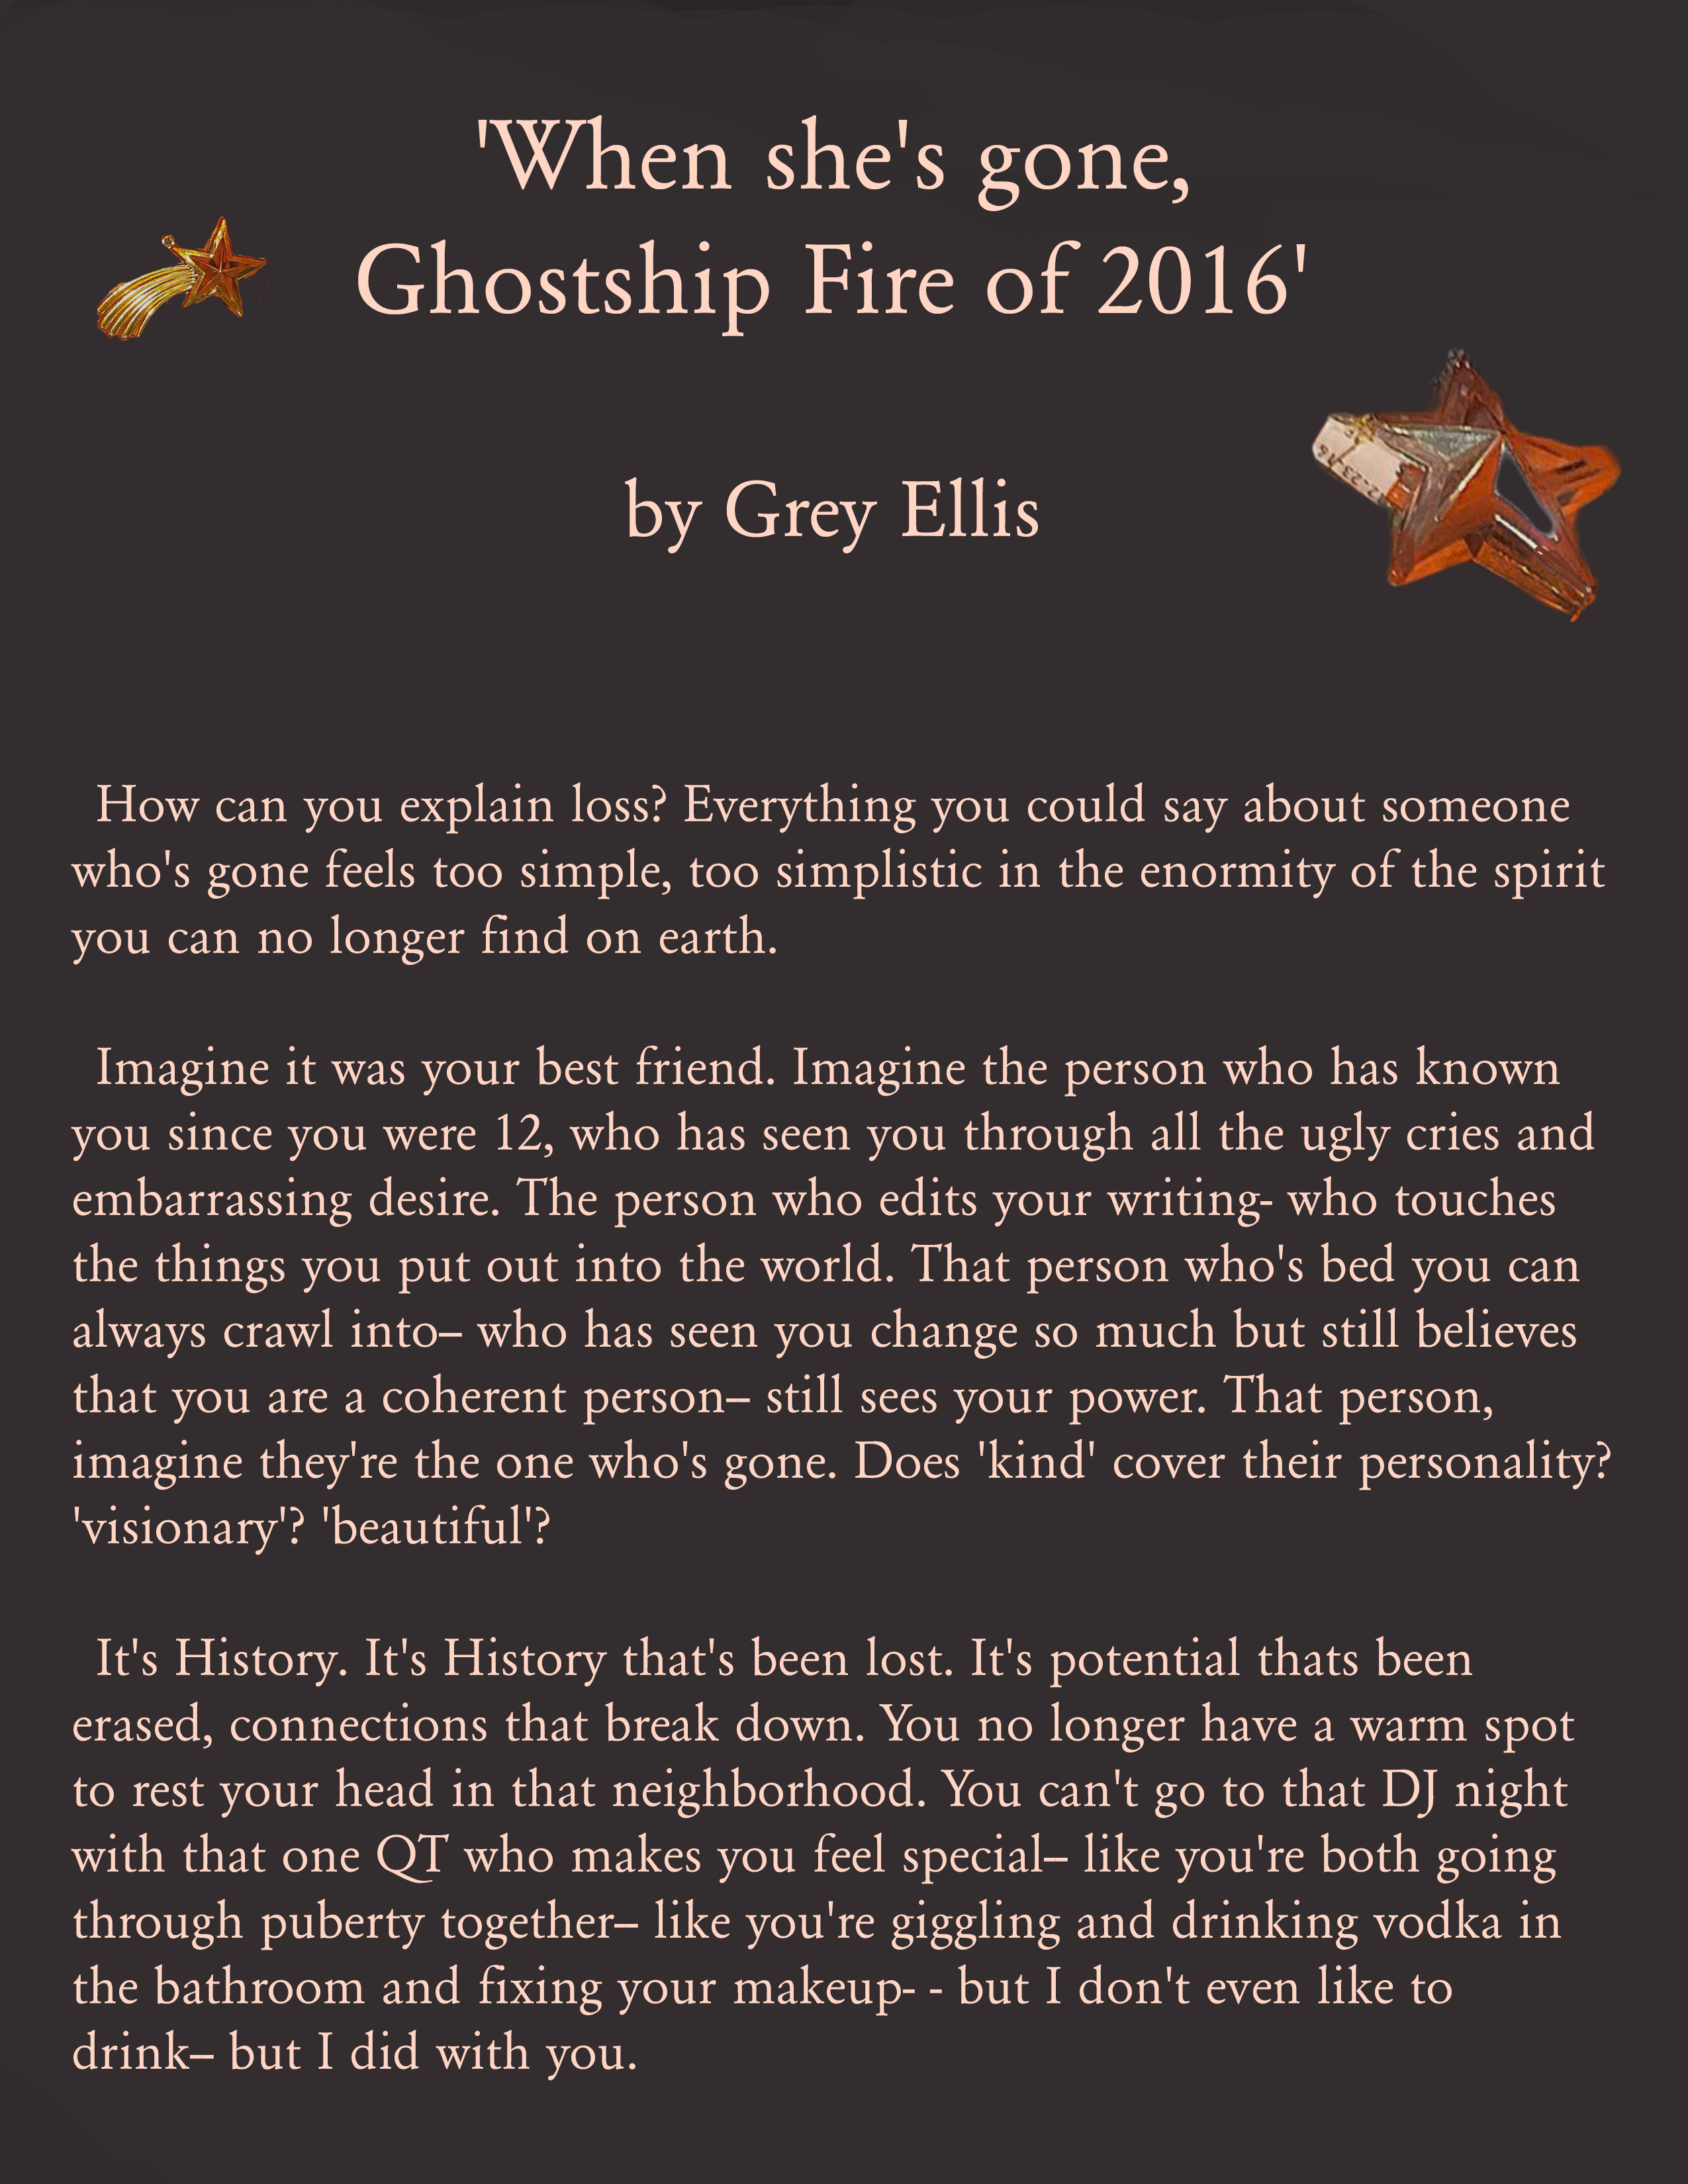 'When she's gone,
Ghostship Fire of 2016'
by Grey Ellis
How can you explain loss? Everything you could say about someone
who's gone feels too simple, too simplistic in the enormity of the spirit
you can no longer find on earth.
Imagine it was your best friend. Imagine the person who has known
you since you were 12, who has seen you through all the ugly cries and
embarrassing desire. The person who edits your writing- who touches
the things you put out into the world. That person who's bed you can
always crawl into– who has seen you change so much but still believes
that you are a coherent person– still sees your power. That person,
imagine they're the one who's gone. Does 'kind' cover their personality?
'visionary'? 'beautiful'?
It's History. It's History that's been lost. It's potential thats been
erased, connections that break down. You no longer have a warm spot
to rest your head in that neighborhood. You can't go to that DJ night
with that one QT who makes you feel special– like you're both going
through puberty together– like you're giggling and drinking vodka in
the bathroom and fixing your makeup- - but I don't even like to
drink– but I did with you.